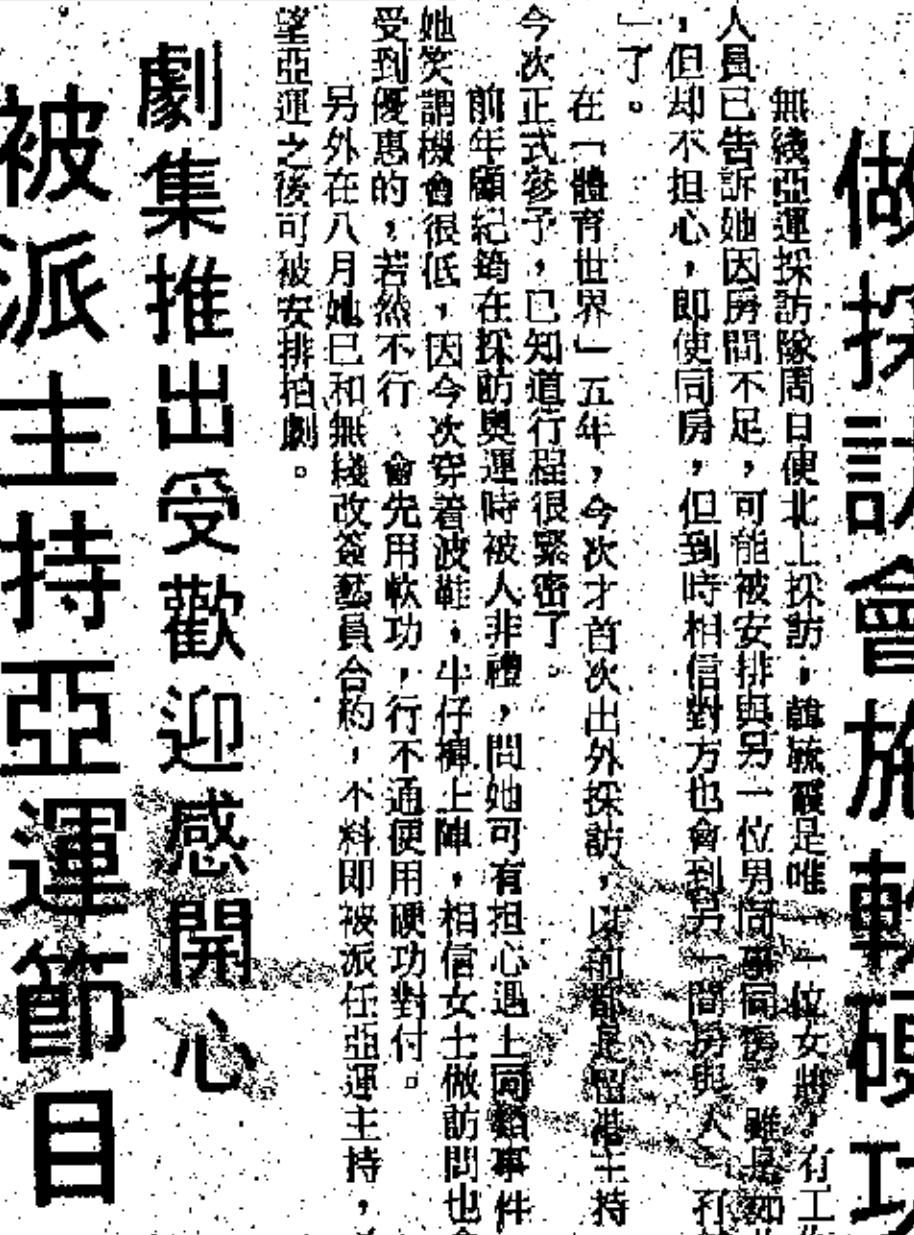 做採訪會施軟硬功
無綫亞運採訪隊周日便北上採訪，韓毓霞是唯一一位女將，有工作
人員已告訴她因房間不足，可能被安排與另一位男同事同房，雖是如此
，但却不担心，即使同房，但到時相信對方也會到另一間房與人
」了。
在「體育世界」五年，今次才首次出外採訪，以前都是留港主持
今次正式參予，已知道行程很緊密了。
前年顧紀筠在採訪奧運時被人非禮，問她可有担心遇上同類事件
她笑謂機會很低，因今次穿着波鞋，牛仔褲上陣，相信女士做訪問也會
受到優惠的，若然不行，會先用軟功，行不通便用硬功對付。
另外在八月她已和無綫改簽藝員合約，不料即被派任亞運主持，
望亞運之後可被安排拍劇。
劇集推出受歡迎感開心
被派主持亞運節目